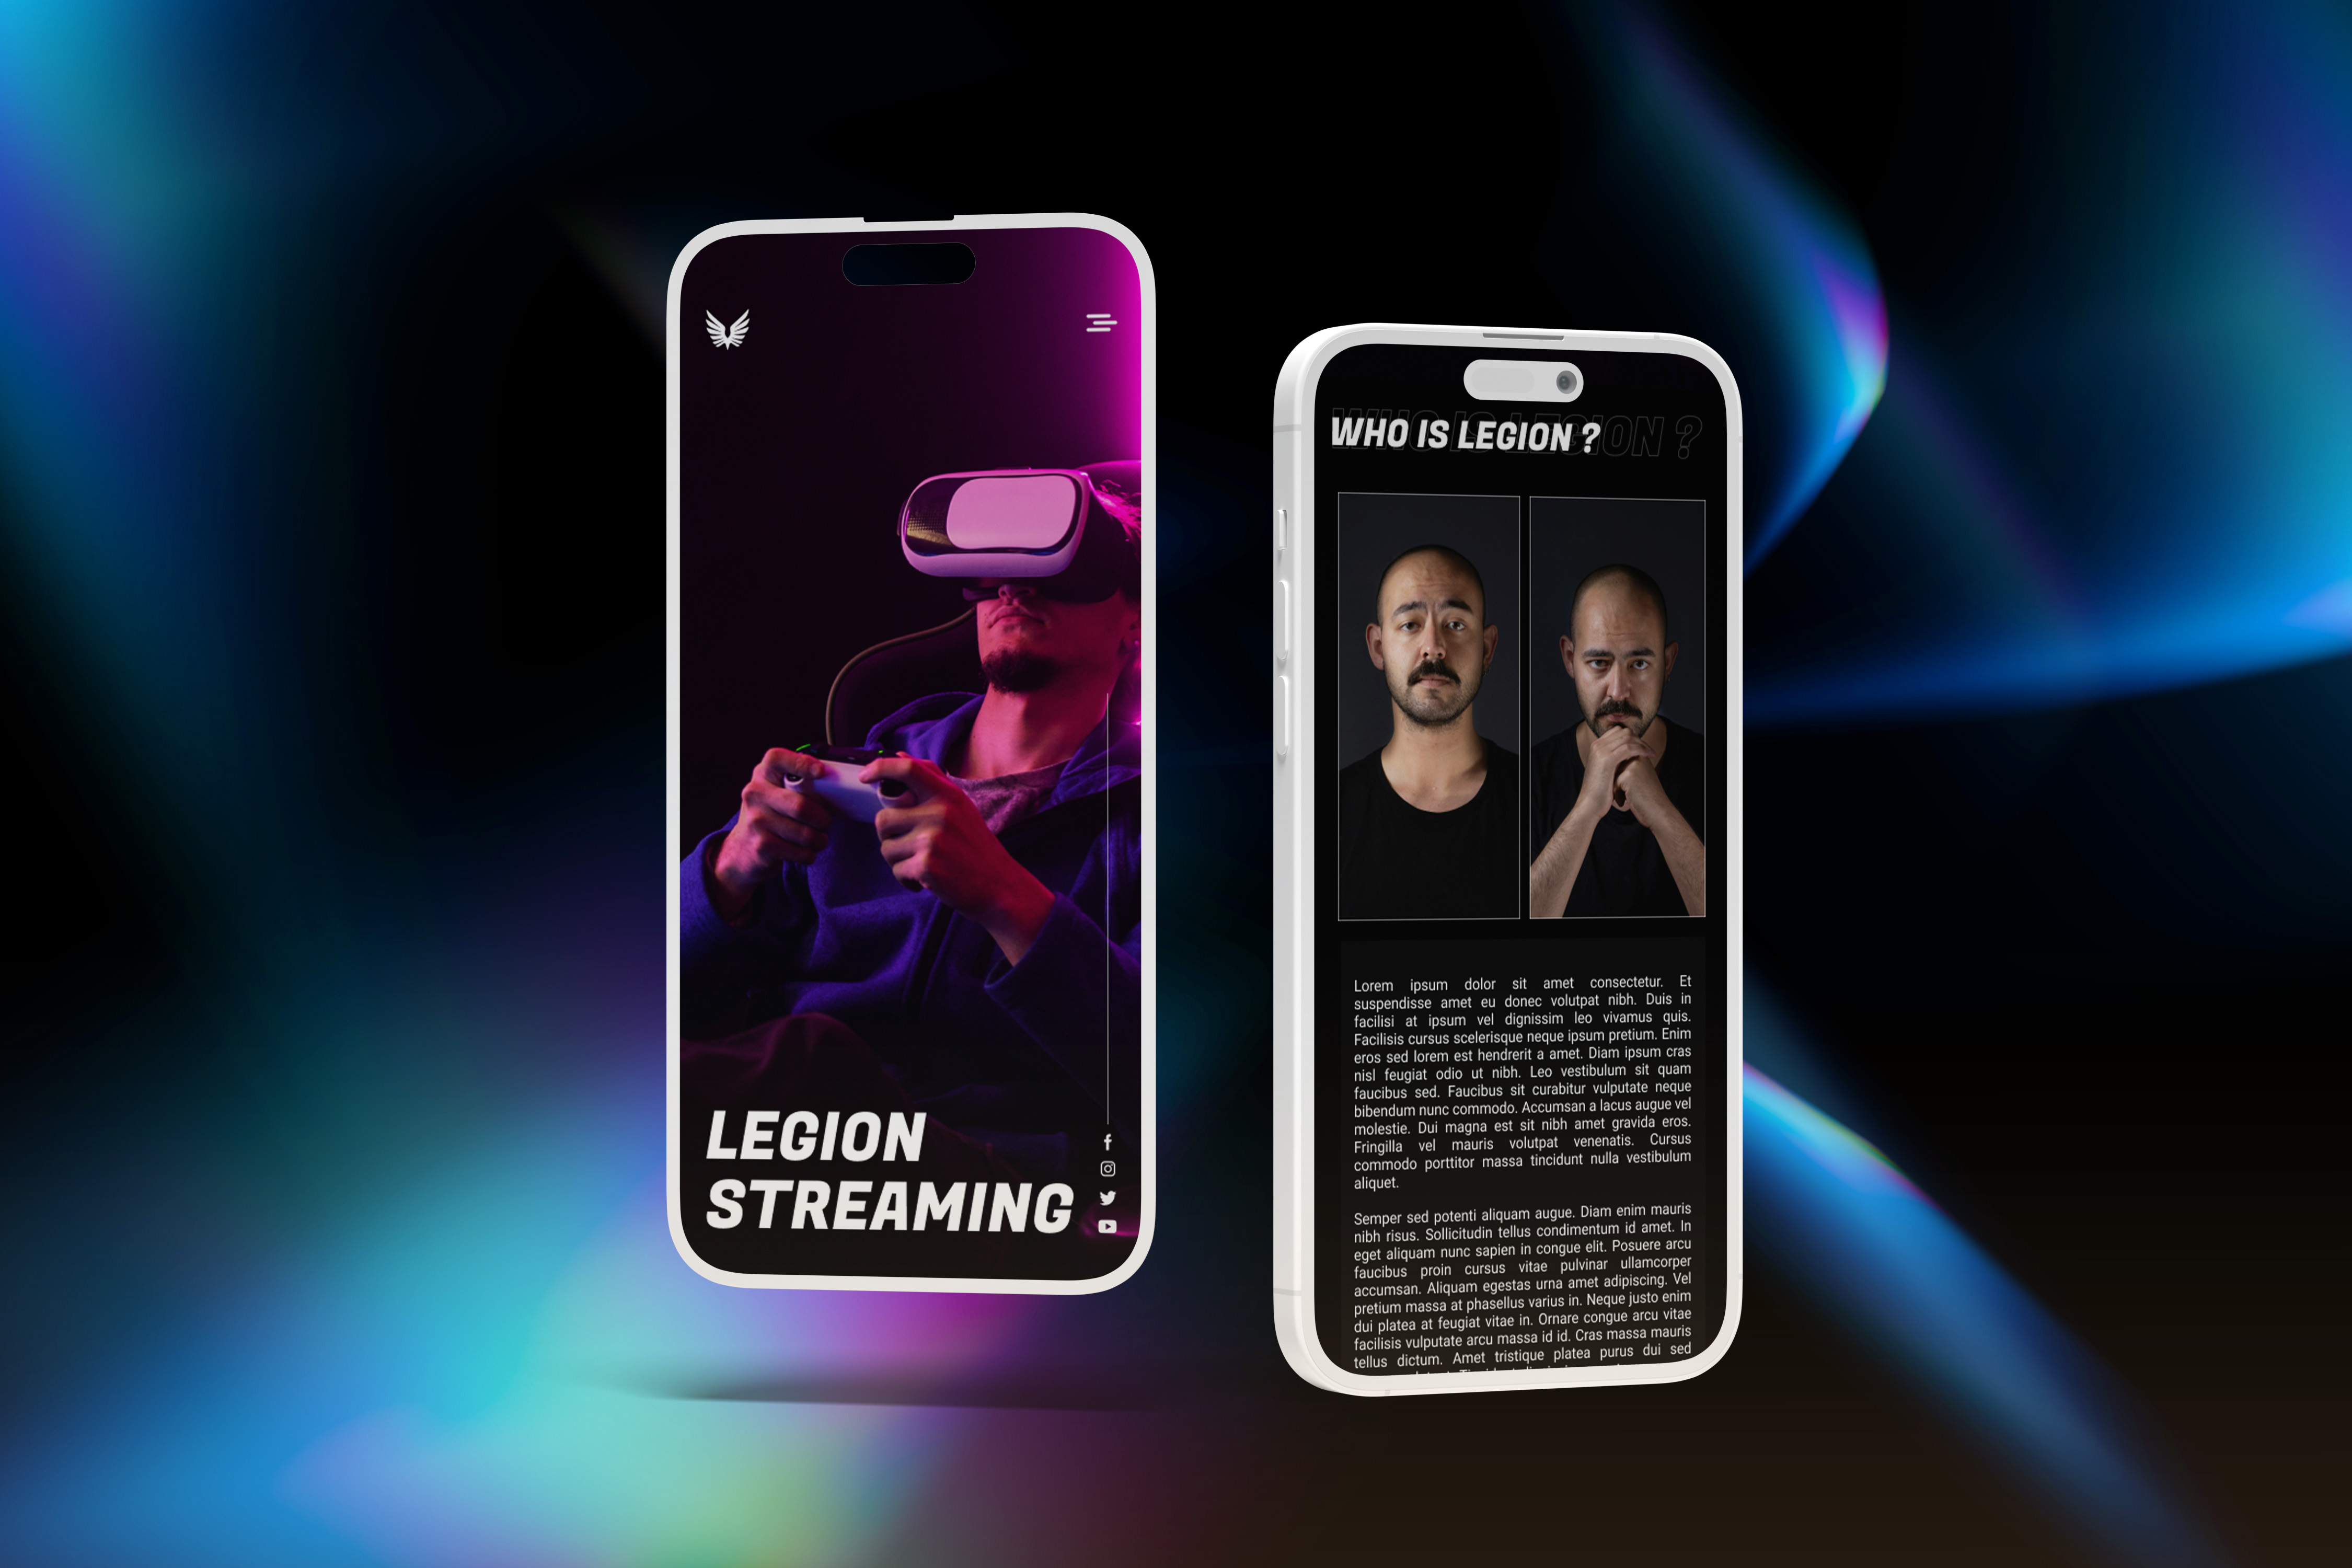 LEGION
STREAMING
WHO IS LEGION ?
WHO IS LEGION ?
Lorem ipsum dolor sit amet consectetur. Et
suspendisse amet eu donec volutpat nibh. Duis in
facilisi at ipsum vel dignissim leo vivamus quis.
Facilisis cursus scelerisque neque ipsum pretium. Enim
eros sed lorem est hendrerit a amet. Diam ipsum cras
nisl feugiat odio ut nibh. Leo vestibulum sit quam
faucibus sed. Faucibus sit curabitur vulputate neque
bibendum nunc commodo. Accumsan a lacus augue vel
molestie. Dui magna est sit nibh amet gravida eros.
Fringilla vel mauris volutpat venenatis. Cursus
commodo porttitor massa tincidunt nulla vestibulum
aliquet.
Semper sed potenti aliquam augue. Diam enim mauris
nibh risus. Sollicitudin tellus condimentum id amet. In
eget aliquam nunc sapien in congue elit. Posuere arcu
faucibus proin cursus vitae pulvinar ullamcorper
accumsan. Aliquam egestas urna amet adipiscing. Vel
pretium massa at phasellus varius in. Neque justo enim
dui platea at feugiat vitae in. Ornare congue arcu vitae
facilisis vulputate arcu massa id id. Cras massa mauris
tellus dictum. Amet tristique platea purus dui sed